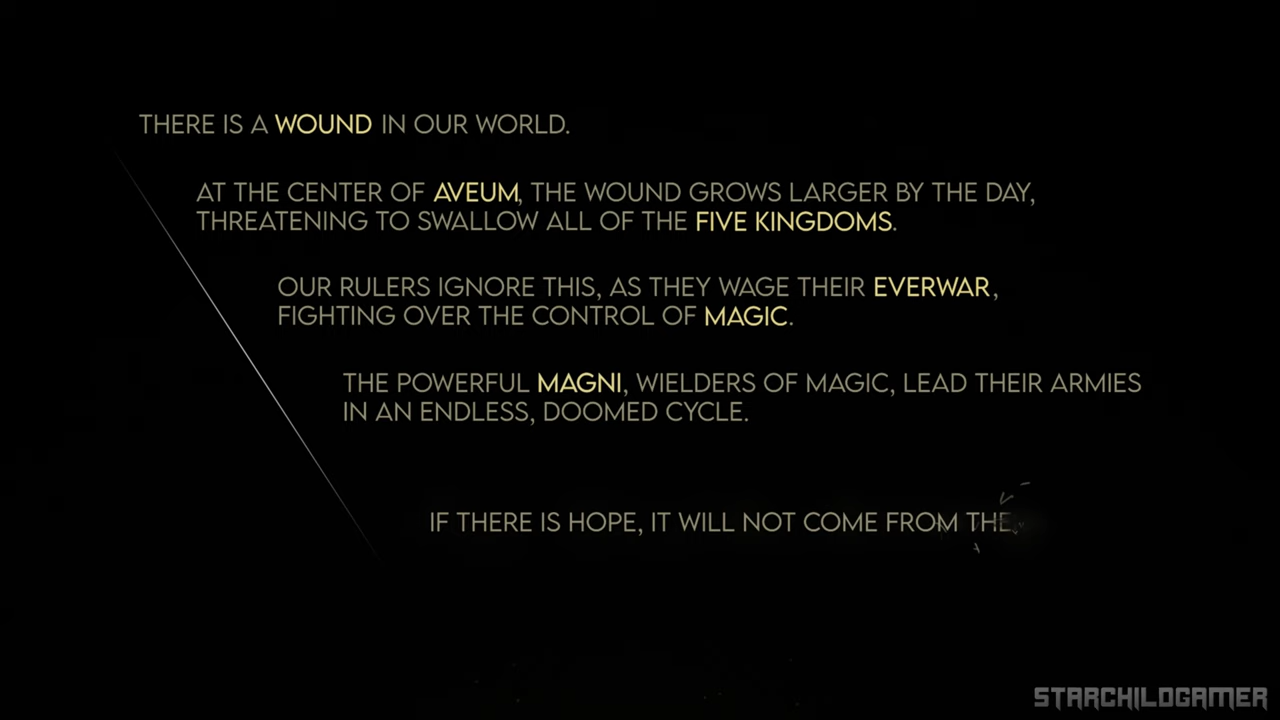 THERE IS A WOUND IN OUR WORLD.
AT THE CENTER OF AVEUM, THE WOUND GROWS LARGER BY THE DAY,
THREATENING TO SWALLOW ALL OF THE FIVE KINGDOMS.
OUR RULERS IGNORE THIS, AS THEY WAGE THEIR EVERWAR,
FIGHTING OVER THE CONTROL OF MAGIC.
THE POWERFUL MAGNI, WIELDERS OF MAGIC, LEAD THEIR ARMIES
IN AN ENDLESS, DOOMED CYCLE.
IF THERE IS HOPE, IT WILL NOT COME FROM THE
STARCHILDGAMER